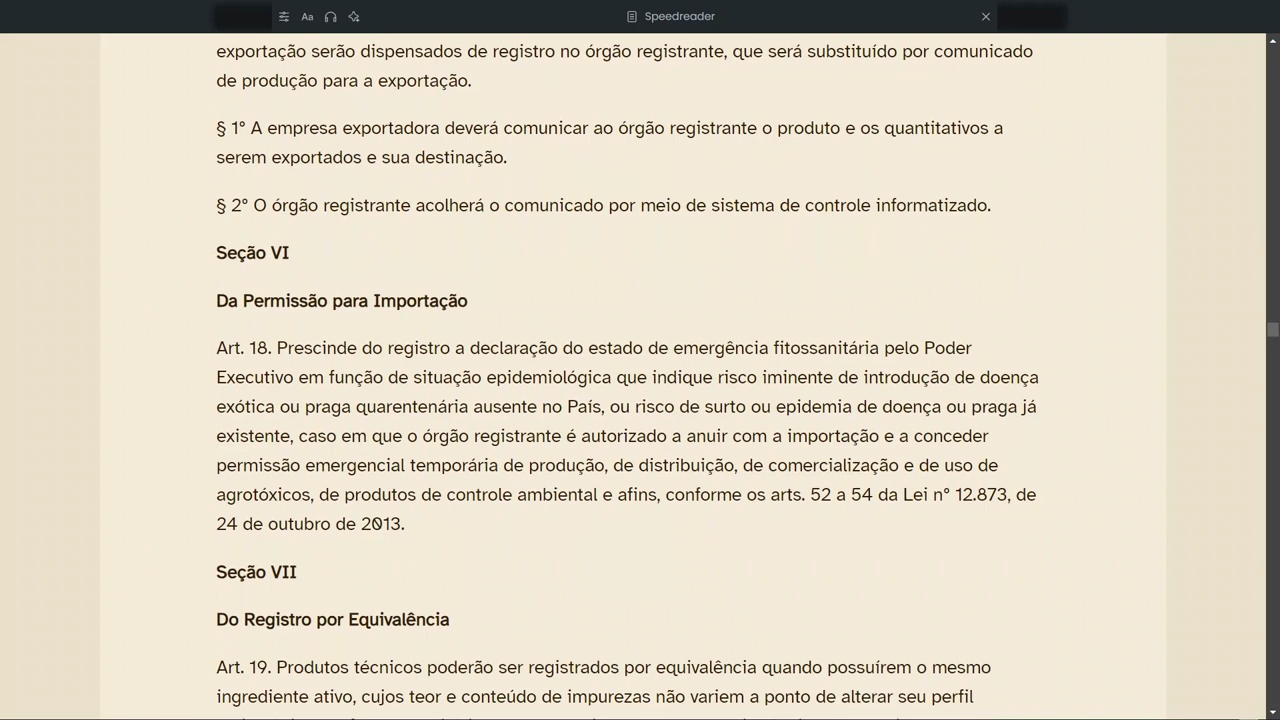 Aa
Speedreader
exportação serão dispensados de registro no órgão registrante, que será substituído por comunicado
de produção para a exportação.
§ 1º A empresa exportadora deverá comunicar ao órgão registrante o produto e os quantitativos a
serem exportados e sua destinação.
§ 2º O órgão registrante acolherá o comunicado por meio de sistema de controle informatizado.
Seção VI
Da Permissão para Importação
Art. 18. Prescinde do registro a declaração do estado de emergência fitossanitária pelo Poder
Executivo em função de situação epidemiológica que indique risco iminente de introdução de doença
exótica ou praga quarentenária ausente no País, ou risco de surto ou epidemia de doença ou praga já
existente, caso em que o órgão registrante é autorizado a anuir com a importação e a conceder
permissão emergencial temporária de produção, de distribuição, de comercialização e de uso de
agrotóxicos, de produtos de controle ambiental e afins, conforme os arts. 52 a 54 da Lei nº 12.873, de
24 de outubro de 2013.
Seção VII
Do Registro por Equivalência
Art. 19. Produtos técnicos poderão ser registrados por equivalência quando possuírem o mesmo
ingrediente ativo, cujos teor e conteúdo de impurezas não variem a ponto de alterar seu perfil